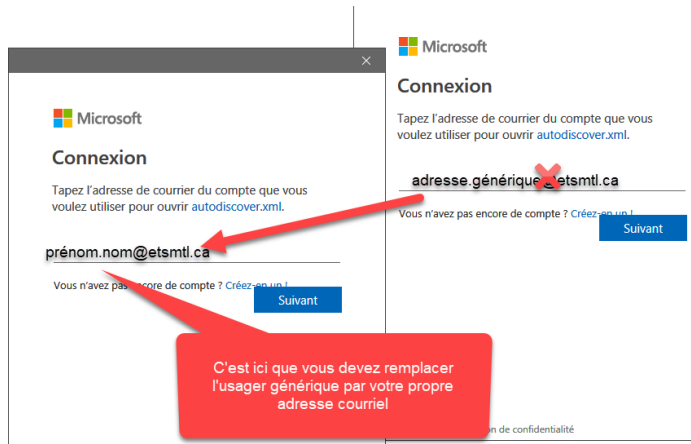 Microsoft
Connexion
Tapez l'adresse de courrier du compte que vous
voulez utiliser pour ouvrir autodiscover.xml.
prénom.nom@etsmtl.ca
Vous n'avez pas encore de compte ? Créez-en un !
Suivant
Microsoft
Connexion
Tapez l'adresse de courrier du compte que vous
voulez utiliser pour ouvrir autodiscover.xml.
adresse.générique@etsmtl.ca
Vous n'avez pas encore de compte ? Créez-en un !
Suivant
C'est ici que vous devez remplacer
l'usager générique par votre propre
adresse courriel
de confidentialité